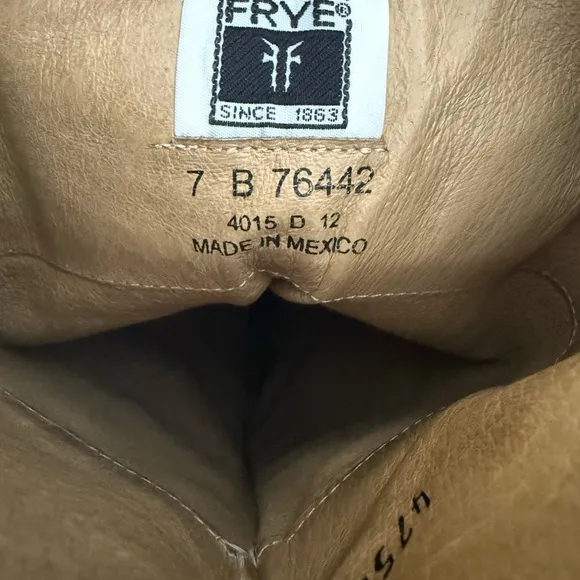 FRYE®
SINCE 1863
7 B 76442
4015 D 12
MADE IN MEXICO